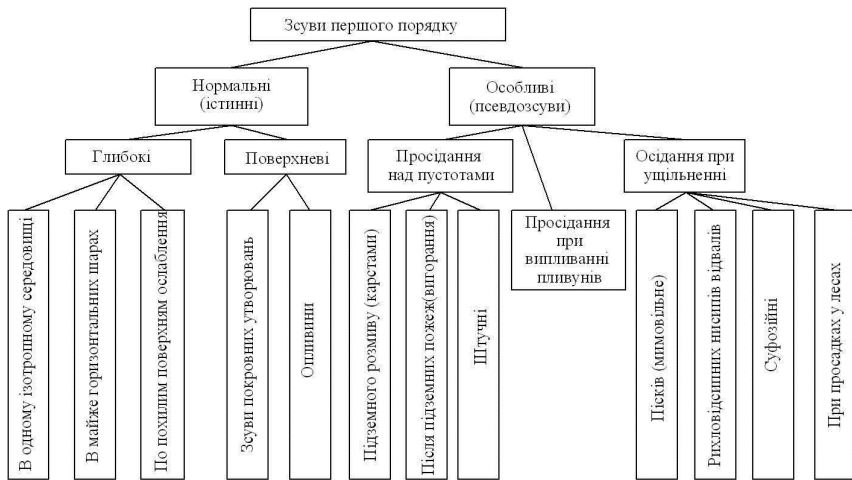 Зсуви першого порядку
Нормальні
(істинні)
Особливі
(псевдозсуви)
Глибокі
Поверхневі
Просідання
над пустотами
Осідання при
ущільненні
В одному ізотропному середовищі
В майже горизонтальних шарах
По похилим поверхням ослаблення
Зсуви покровних утворювань
Опливини
Підземного розмиву (карстами)
Після підземних пожеж(вигорання)
Штучні
Просідання
при
випливанні
пливунів
Пісків (мимовільне)
Рихловідсипних нисипів відвалів
Суфозійні
При просадках у лесах